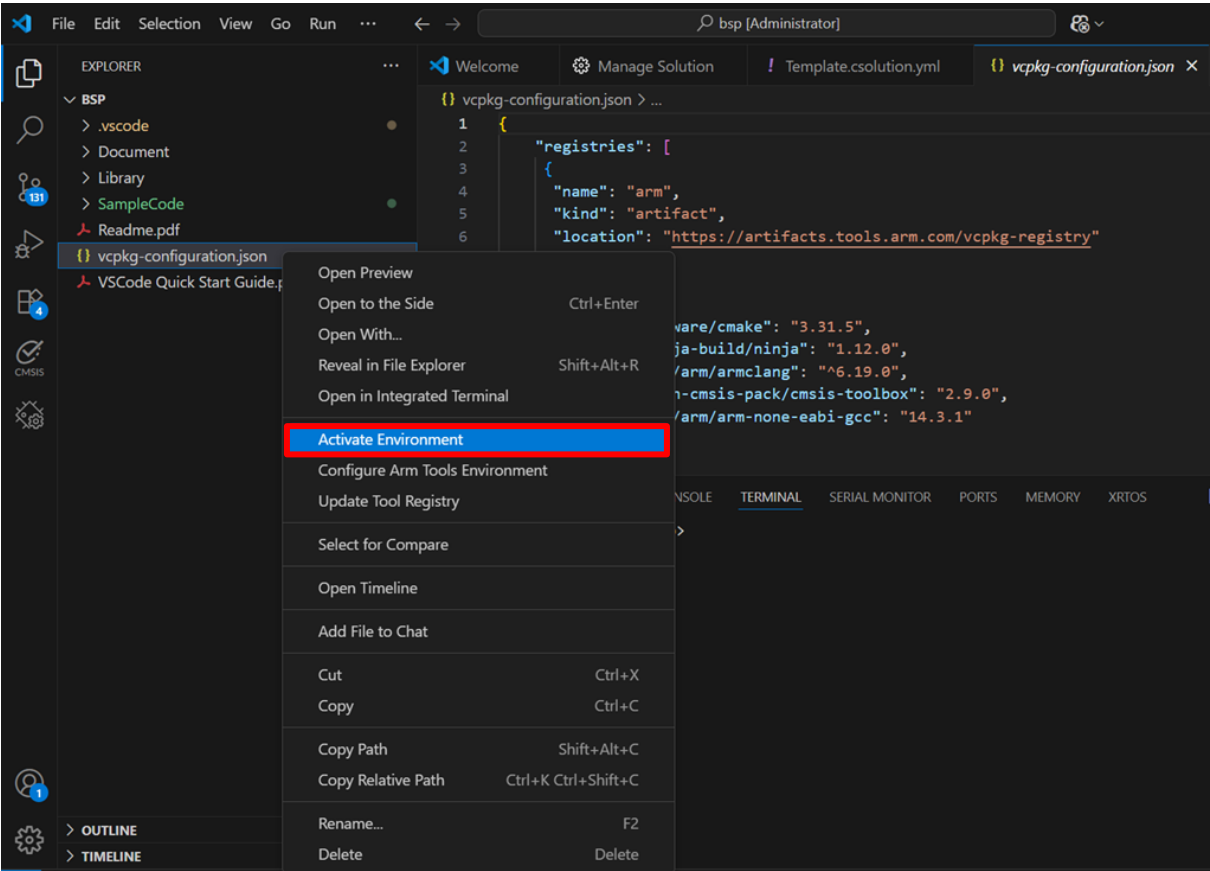 File Edit Selection View Go Run ··· bsp [Administrator]
EXPLORER ···
Welcome Manage Solution ! Template.csolution.yml {} vcpkg-configuration.json
BSP
{} vcpkg-configuration.json > ...
.vscode
Document
Library
SampleCode
Readme.pdf
{} vcpkg-configuration.json
VSCode Quick Start Guide.
131
4
CMSIS
1
1 {
2 "registries": [
3 {
4 "name": "arm",
5 "kind": "artifact",
6 "location": "https://artifacts.tools.arm.com/vcpkg-registry"
ware/cmake": "3.31.5",
ja-build/ninja": "1.12.0",
/arm/armclang": "^6.19.0",
-cmsis-pack/cmsis-toolbox": "2.9.0",
/arm/arm-none-eabi-gcc": "14.3.1"
NSOLE TERMINAL SERIAL MONITOR PORTS MEMORY XRTOS
>
Open Preview
Open to the Side Ctrl+Enter
Open With...
Reveal in File Explorer Shift+Alt+R
Open in Integrated Terminal
Activate Environment
Configure Arm Tools Environment
Update Tool Registry
Select for Compare
Open Timeline
Add File to Chat
Cut Ctrl+X
Copy Ctrl+C
Copy Path Shift+Alt+C
Copy Relative Path Ctrl+K Ctrl+Shift+C
Rename... F2
Delete Delete
OUTLINE
TIMELINE